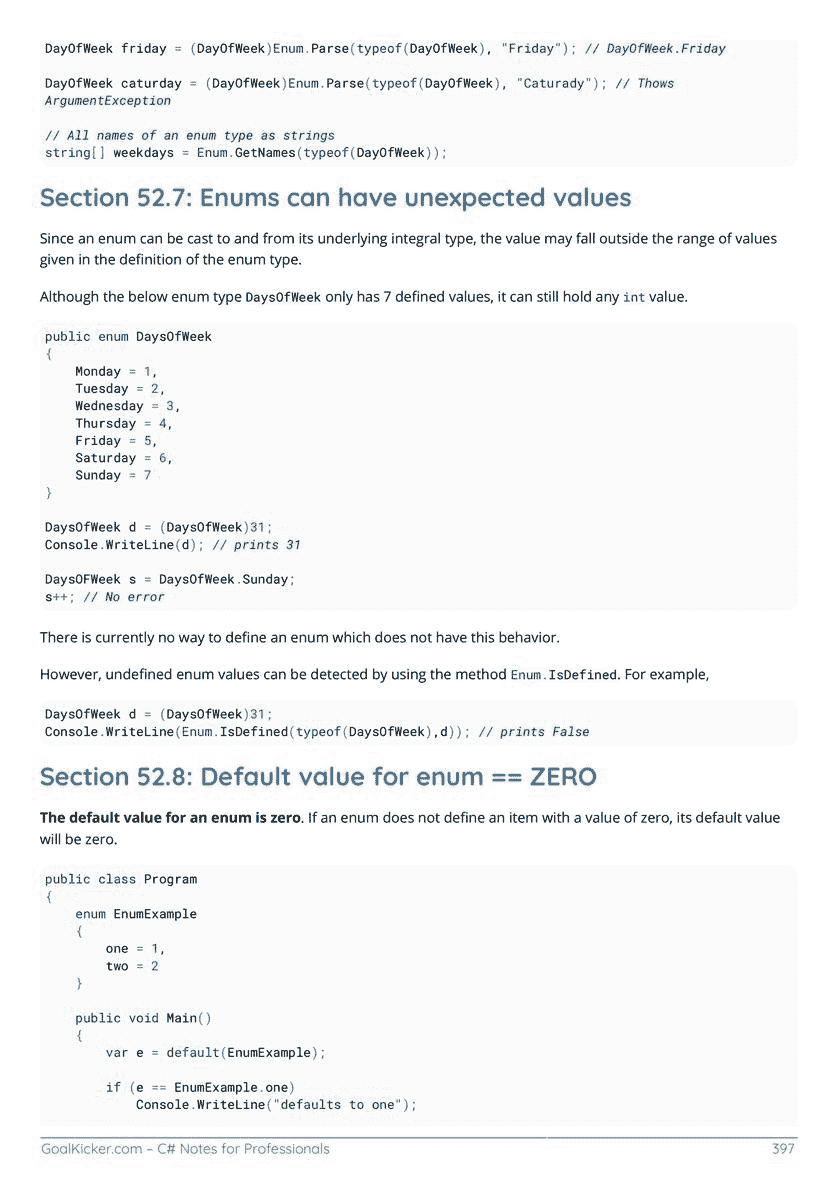 DayOfWeek friday = (DayOfWeek)Enum.Parse(typeof(DayOfWeek), "Friday"); // DayOfWeek.Friday
DayOfWeek caturday = (DayOfWeek)Enum.Parse(typeof(DayOfWeek), "Caturady"); // Thows
ArgumentException
// All names of an enum type as strings
string[] weekdays = Enum.GetNames(typeof(DayOfWeek));
Section 52.7: Enums can have unexpected values
Since an enum can be cast to and from its underlying integral type, the value may fall outside the range of values
given in the definition of the enum type.
Although the below enum type DaysOfWeek only has 7 defined values, it can still hold any int value.
public enum DaysOfWeek
{
    Monday = 1,
    Tuesday = 2,
    Wednesday = 3,
    Thursday = 4,
    Friday = 5,
    Saturday = 6,
    Sunday = 7
}
DaysOfWeek d = (DaysOfWeek)31;
Console.WriteLine(d); // prints 31
DaysOFWeek s = DaysOfWeek.Sunday;
s++; // No error
There is currently no way to define an enum which does not have this behavior.
However, undefined enum values can be detected by using the method Enum.IsDefined. For example,
DaysOfWeek d = (DaysOfWeek)31;
Console.WriteLine(Enum.IsDefined(typeof(DaysOfWeek),d)); // prints False
Section 52.8: Default value for enum == ZERO
The default value for an enum is zero. If an enum does not define an item with a value of zero, its default value
will be zero.
public class Program
{
    enum EnumExample
    {
        one = 1,
        two = 2
    }
    public void Main()
    {
        var e = default(EnumExample);
        if (e == EnumExample.one)
            Console.WriteLine("defaults to one");
GoalKicker.com – C# Notes for Professionals
397